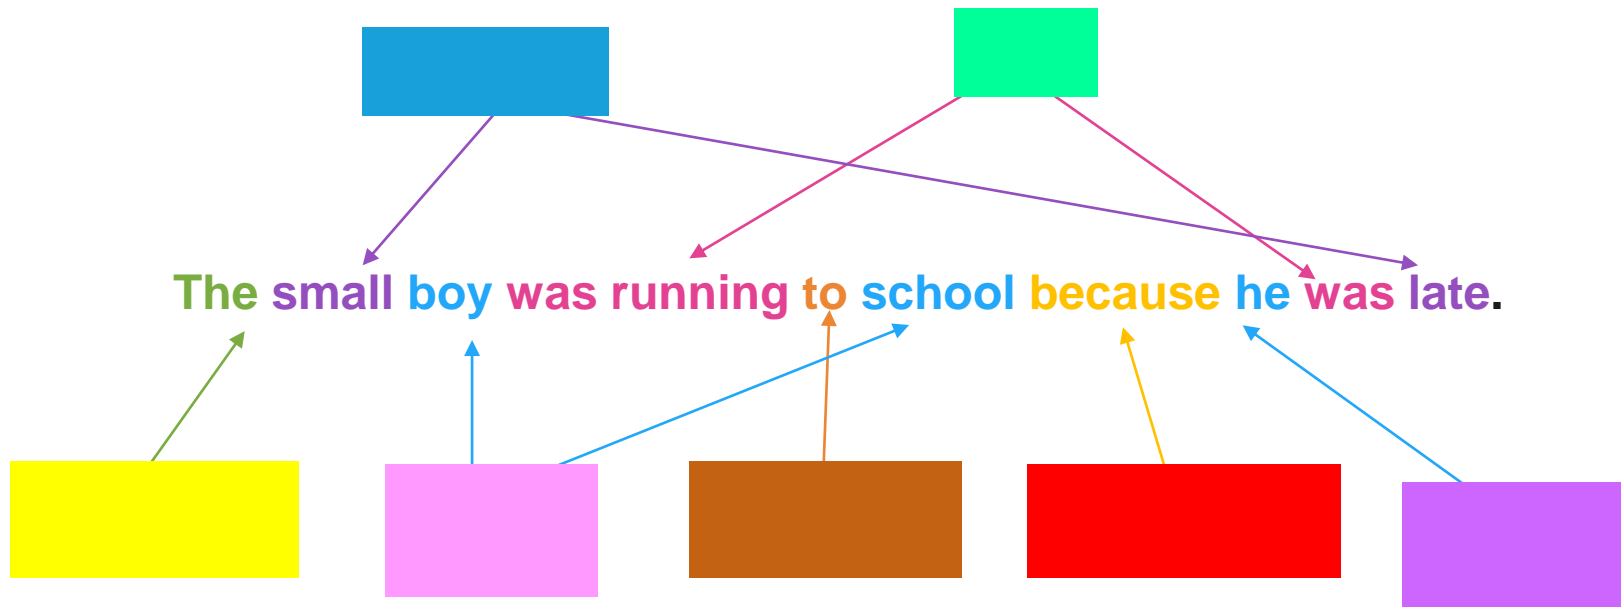 The small boy was running to school because he was late.